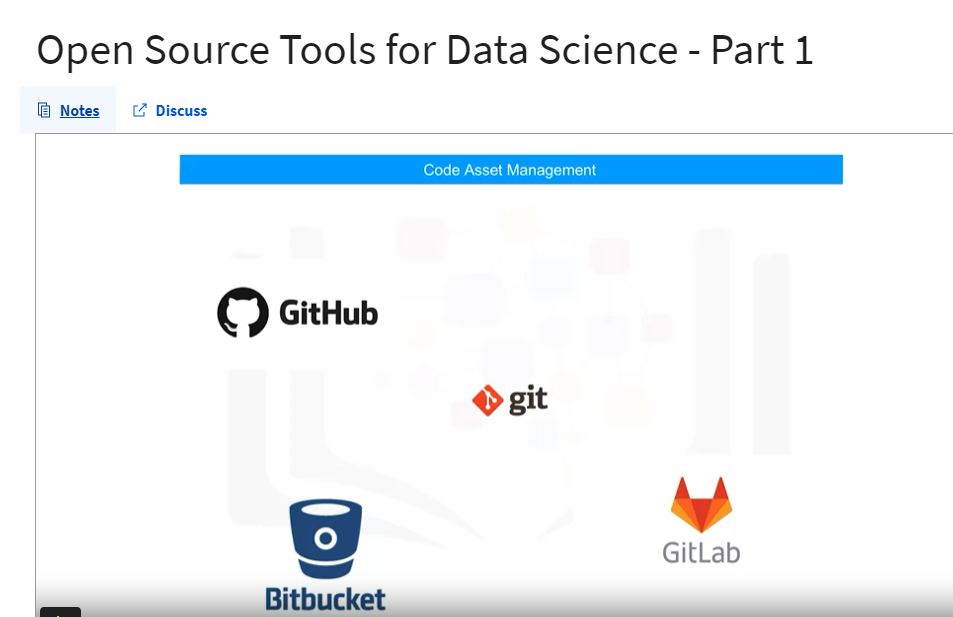 Open Source Tools for Data Science - Part 1
Notes
Discuss
Code Asset Management
GitHub
git
GitLab
Bitbucket